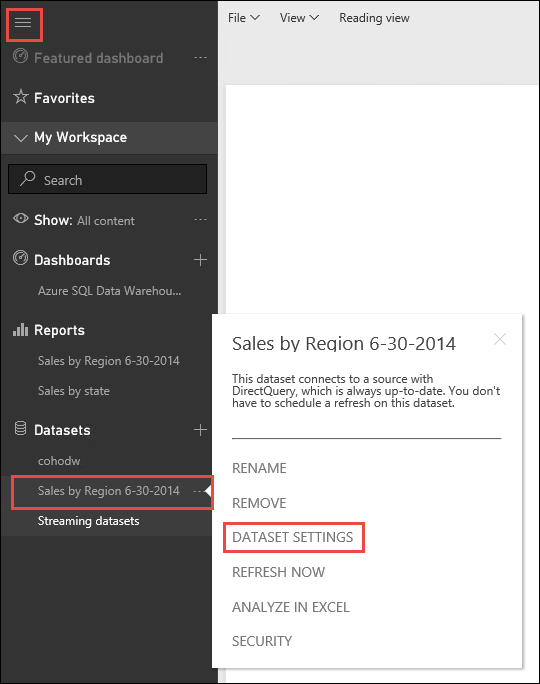 File View Reading view
Featured dashboard ...
Favorites
My Workspace
Search
Show: All content ...
Dashboards +
Azure SQL Data Warehou...
Reports
Sales by Region 6-30-2014
Sales by state
Datasets +
cohodw
Sales by Region 6-30-2014 ...
Streaming datasets
Sales by Region 6-30-2014
This dataset connects to a source with
DirectQuery, which is always up-to-date. You don't
have to schedule a refresh on this dataset.
RENAME
REMOVE
DATASET SETTINGS
REFRESH NOW
ANALYZE IN EXCEL
SECURITY